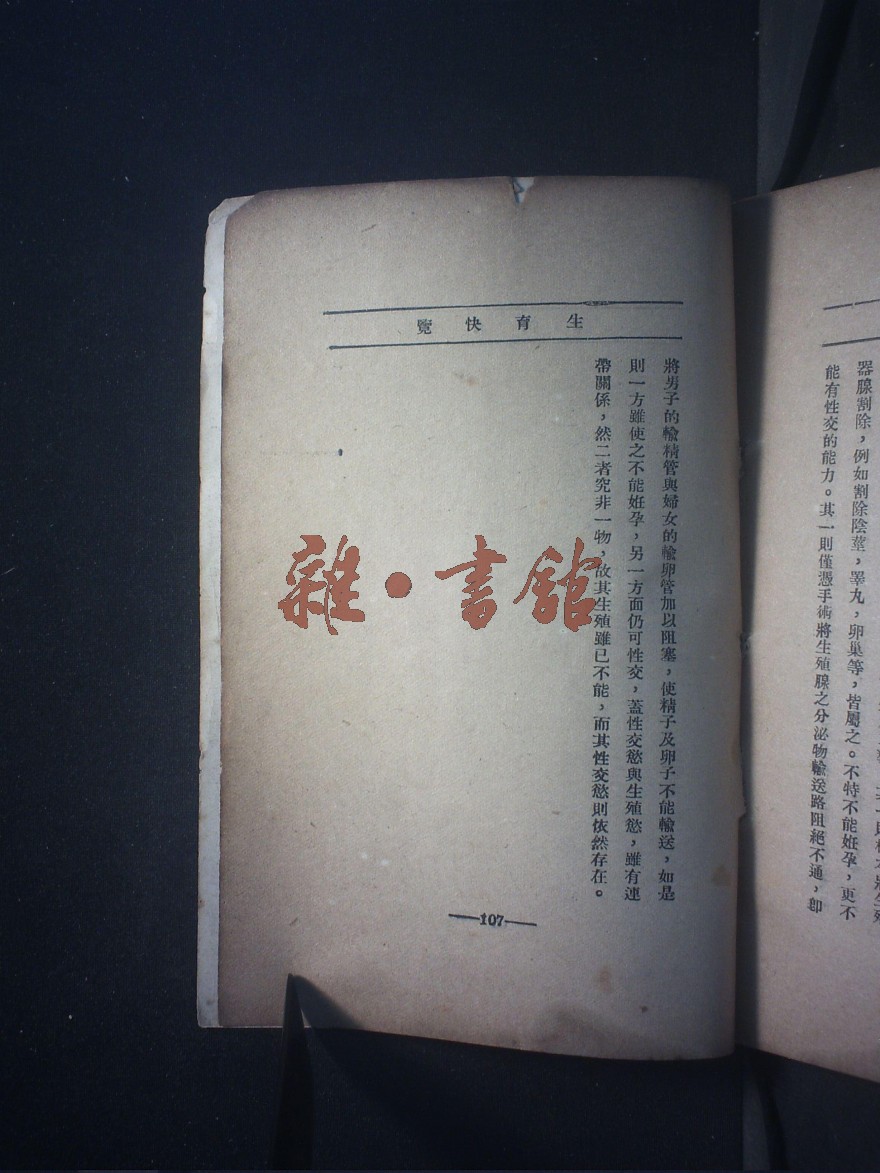 器腺割除，例如割除陰莖，睪丸，卵巢等，皆屬之。不特不能姙孕，更不
能有性交的能力。其一則僅憑手術將生殖腺之分泌物輸送路阻絕不通，卽
生育快覽
將男子的輸精管與婦女的輸卵管加以阻塞，使精子及卵子不能輸送，如是
則一方雖使之不能姙孕，另一方面仍可性交，蓋性交慾與生殖慾，雖有連
帶關係，然二者究非一物，故其生殖雖已不能，而其性交慾則依然存在。
107
雜·書館